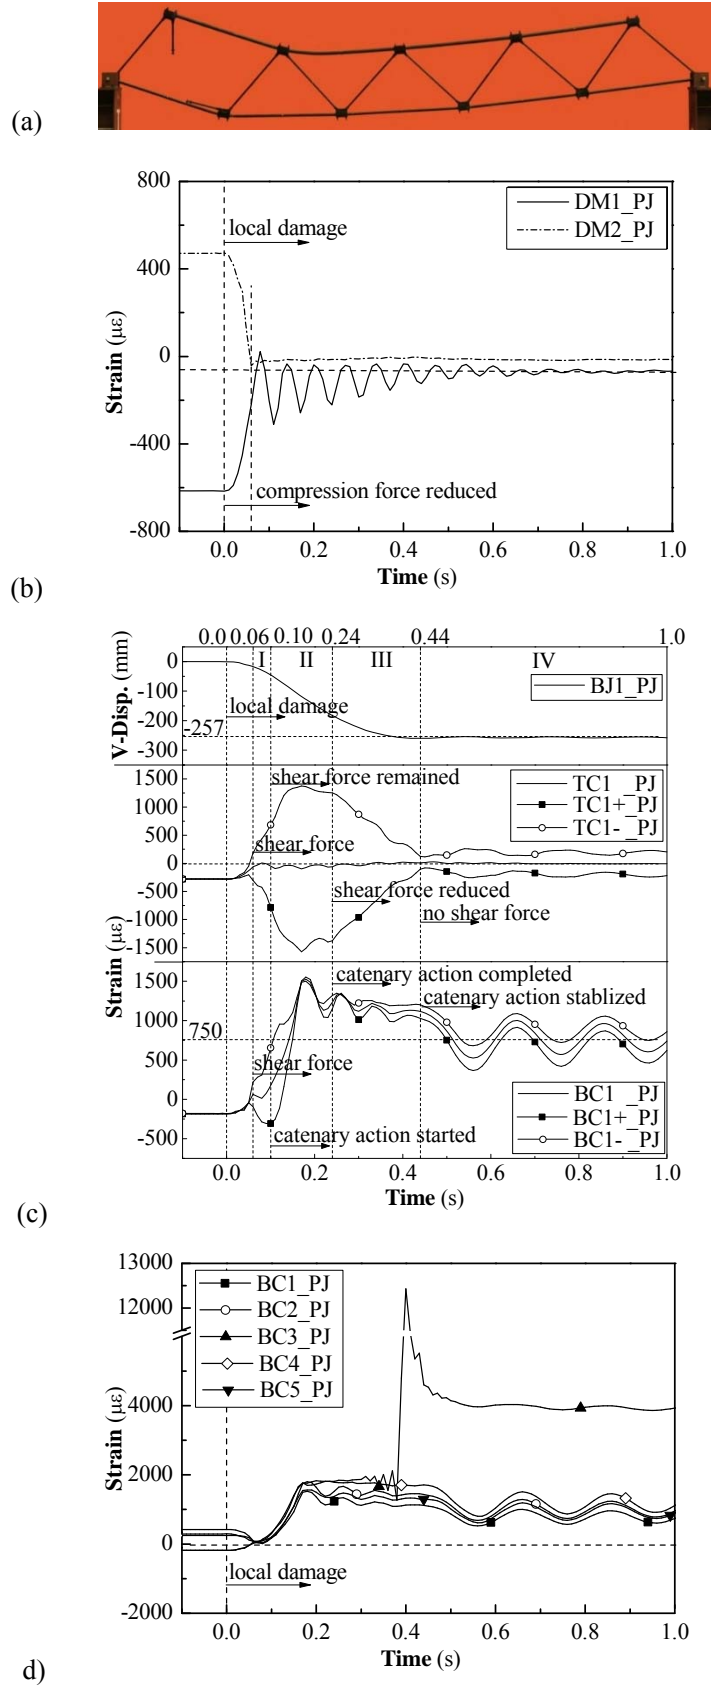 (a)
800
400
0
-400
-800
Strain (με)
local damage
compression force reduced
DM1_PJ
DM2_PJ
0.0 0.2 0.4 0.6 0.8 1.0
Time (s)
(b)
0.0 0.06 0.10 0.24 0.44 1.0
I II III IV
0
-100
-200
-257
-300
V-Disp. (mm)
local damage
BJ1_PJ
1500
1000
500
0
-500
-1000
-1500
shear force remained
shear force
shear force reduced
no shear force
TC1 _PJ
TC1+_PJ
TC1- _PJ
Strain (με)
1500
1000
750
500
0
-500
catenary action completed
catenary action stablized
shear force
catenary action started
BC1 _PJ
BC1+_PJ
BC1-_PJ
0.0 0.2 0.4 0.6 0.8 1.0
Time (s)
(c)
13000
12000
4000
2000
0
-2000
Strain (με)
BC1_PJ
BC2_PJ
BC3_PJ
BC4_PJ
BC5_PJ
local damage
0.0 0.2 0.4 0.6 0.8 1.0
Time (s)
d)